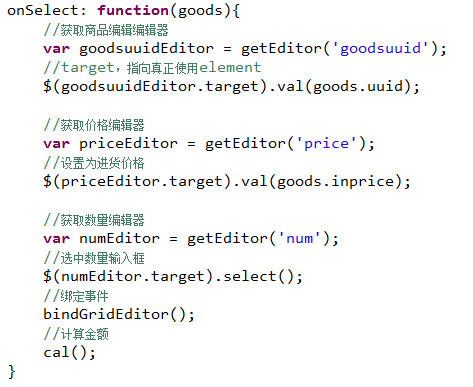 onSelect: function(goods){
//获取商品编辑编辑器
var goodsuuidEditor = getEditor('goodsuuid');
//target，指向真正使用element
$(goodsuuidEditor.target).val(goods.uuid);
//获取价格编辑器
var priceEditor = getEditor('price');
//设置为进货价格
$(priceEditor.target).val(goods.inprice);
//获取数量编辑器
var numEditor = getEditor('num');
//选中数量输入框
$(numEditor.target).select();
//绑定事件
bindGridEditor();
//计算金额
cal();
}